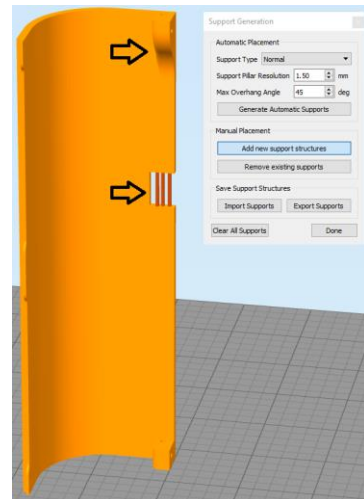 Support Generation
Automatic Placement
Support Type Normal
Support Pillar Resolution 1.50 mm
Max Overhang Angle 45 deg
Generate Automatic Supports
Manual Placement
Add new support structures
Remove existing supports
Save Support Structures
Import Supports Export Supports
Clear All Supports Done